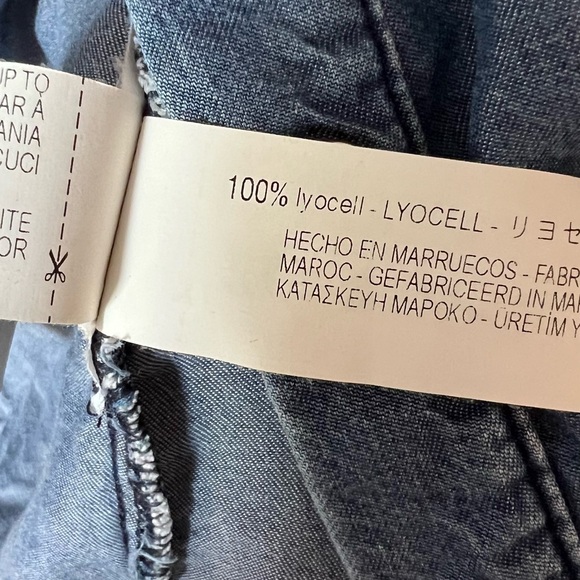 UP TO
AR A
ANIA
CUCI
ITE
OR
100% lyocell - LYOCELL - リヨセ
HECHO EN MARRUECOS - FABR
MAROC - GEFABRICEERD IN MA
ΚΑΤΑΣΚΕΥΗ ΜΑΡΟΚΟ - ÜRETİM Y